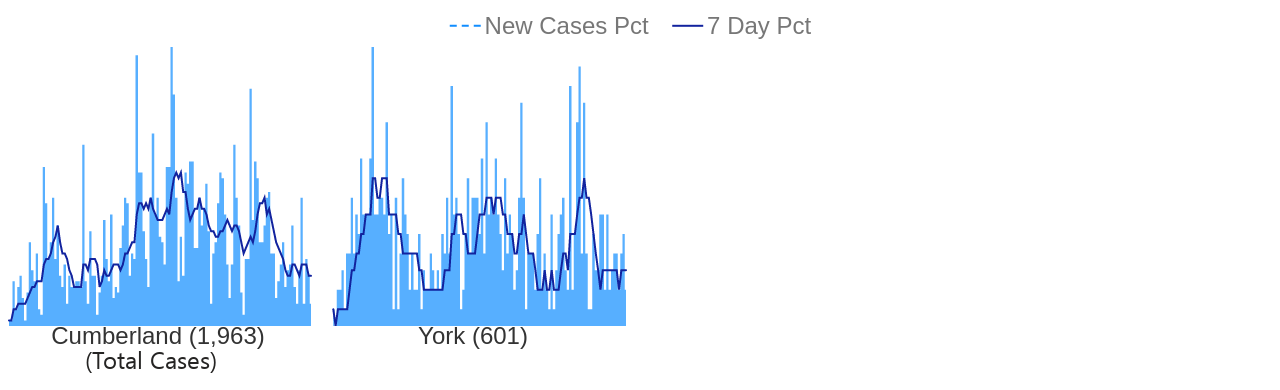 New Cases Pct 7 Day Pct
Cumberland (1,963) York (601)
(Total Cases)